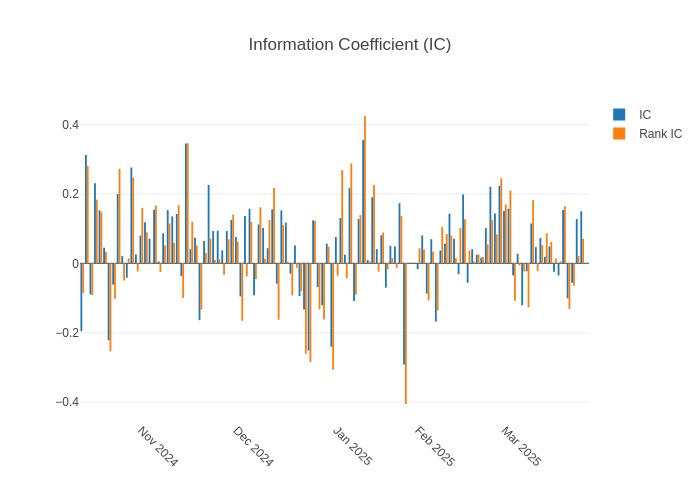 Information Coefficient (IC)
IC
Rank IC
0.4
0.2
0
−0.2
−0.4
Nov 2024
Dec 2024
Jan 2025
Feb 2025
Mar 2025